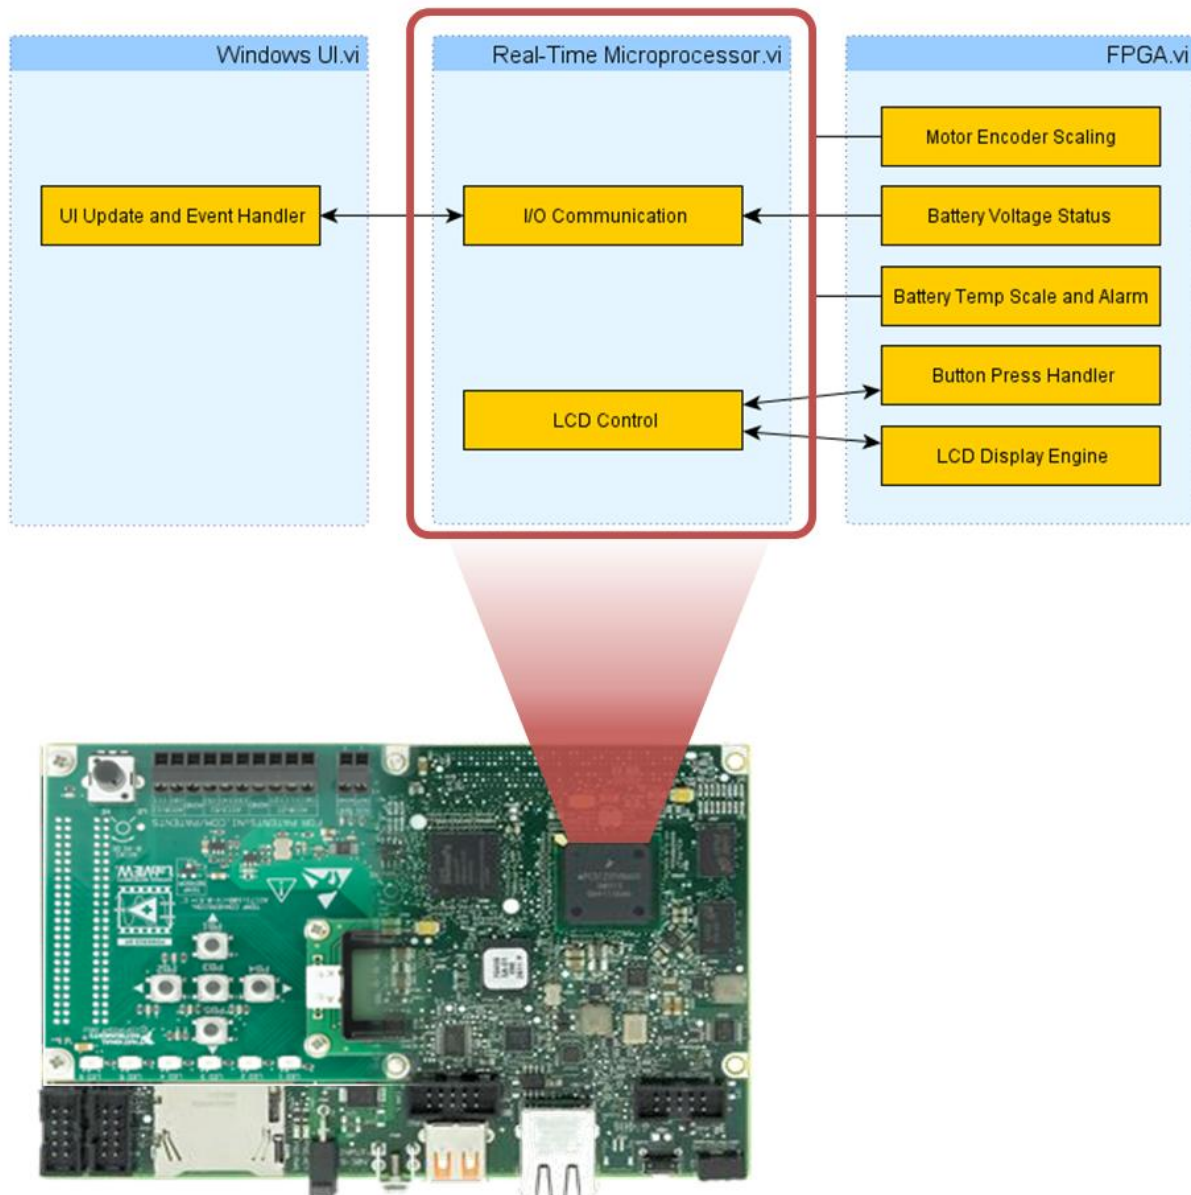 Windows UI.vi
Real-Time Microprocessor.vi
FPGA.vi
Motor Encoder Scaling
UI Update and Event Handler
I/O Communication
Battery Voltage Status
Battery Temp Scale and Alarm
Button Press Handler
LCD Control
LCD Display Engine
LabVIEW